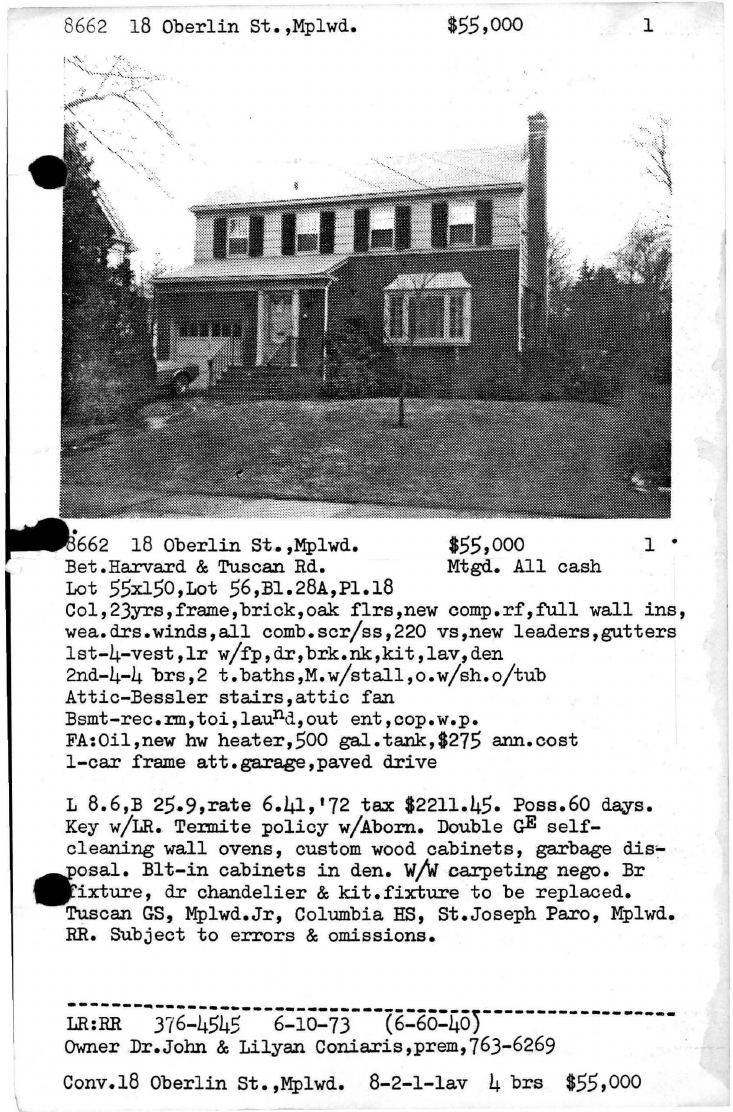 8662 18 Oberlin St.,Mplwd. $55,000 1
8662 18 Oberlin St.,Mplwd. $55,000 1
Bet.Harvard & Tuscan Rd. Mtgd. All cash
Lot 55x150,Lot 56,Bl.28A,Pl.18
Col,23yrs,frame,brick,oak flrs,new comp.rf,full wall ins,
wea.drs.winds,all comb.scr/ss,220 vs,new leaders,gutters
1st-4-vest,lr w/fp,dr,brk.nk,kit,lav,den
2nd-4-4 brs,2 t.baths,M.w/stall,o.w/sh.o/tub
Attic-Bessler stairs,attic fan
Bsmt-rec.rm,toi,laund,out ent,cop.w.p.
FA:Oil,new hw heater,500 gal.tank,$275 ann.cost
1-car frame att.garage,paved drive
L 8.6,B 25.9,rate 6.41,'72 tax $2211.45. Poss.60 days.
Key w/LR. Termite policy w/Aborn. Double GE self-
cleaning wall ovens, custom wood cabinets, garbage dis-
posal. Blt-in cabinets in den. W/W carpeting nego. Br
fixture, dr chandelier & kit.fixture to be replaced.
Tuscan GS, Mplwd.Jr, Columbia HS, St.Joseph Paro, Mplwd.
RR. Subject to errors & omissions.
LR:RR 376-4545 6-10-73 (6-60-40)
Owner Dr.John & Lilyan Coniaris,prem,763-6269
Conv.18 Oberlin St.,Mplwd. 8-2-1-lav 4 brs $55,000